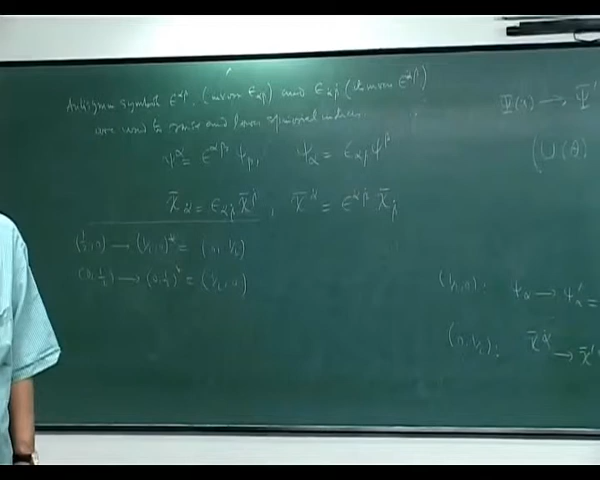 Antisymm symbols ε^{αβ}, (inverse ε_{αβ}) and ε_{α̇β̇} (inverse ε^{α̇β̇})
are used to raise and lower spinorial indices
ψ^α = ε^{αβ} ψ_β, ψ_α = ε_{αβ} ψ^β
χ̄_α̇ = ε_{α̇β̇} χ̄^β̇, χ̄^α̇ = ε^{α̇β̇} χ̄_β̇
(1/2, 0) → (1/2, 0)* = (0, 1/2)
(0, 1/2) → (0, 1/2)* = (1/2, 0)
Ψ(x) → Ψ'
(U(θ)
(1/2, 0): ψ_α → ψ'_α =
(0, 1/2): χ̄^α̇ → χ̄'